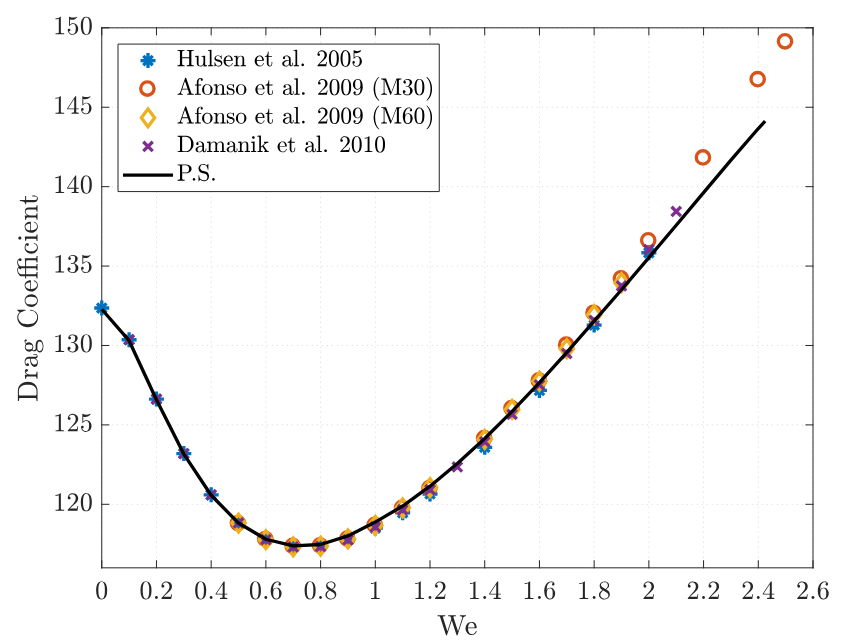 150
145
140
135
130
125
120
Drag Coefficient
Hulsen et al. 2005
Afonso et al. 2009 (M30)
Afonso et al. 2009 (M60)
Damanik et al. 2010
P.S.
0 0.2 0.4 0.6 0.8 1 1.2 1.4 1.6 1.8 2 2.2 2.4 2.6
We